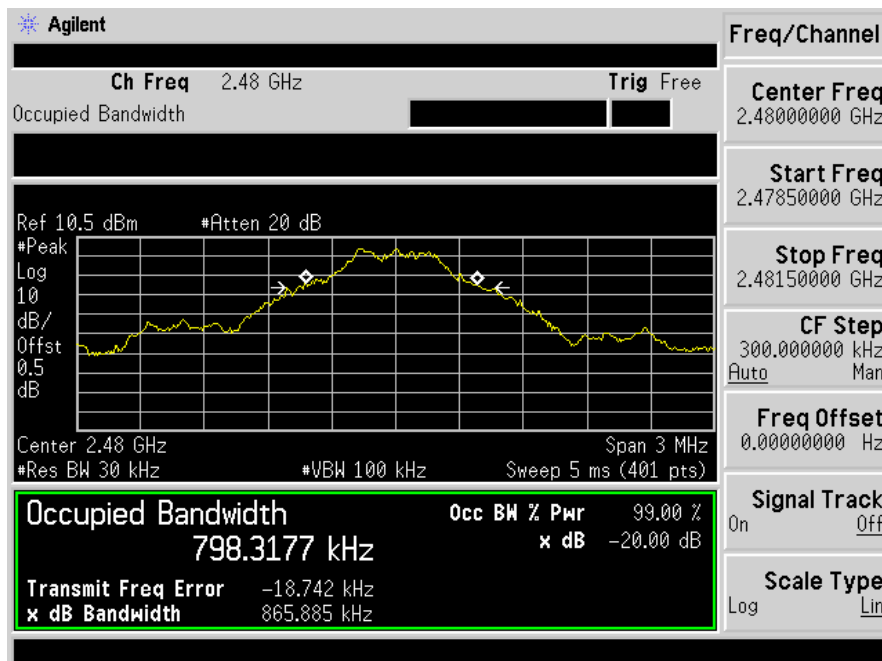 Agilent
Ch Freq 2.48 GHz Trig Free
Occupied Bandwidth
Ref 10.5 dBm #Atten 20 dB
#Peak
Log
10
dB/
Offst
0.5
dB
Center 2.48 GHz Span 3 MHz
#Res BW 30 kHz #VBW 100 kHz Sweep 5 ms (401 pts)
Occupied Bandwidth Occ BW % Pwr 99.00 %
798.3177 kHz x dB -20.00 dB
Transmit Freq Error -18.742 kHz
x dB Bandwidth 865.885 kHz
Freq/Channel
Center Freq
2.48000000 GHz
Start Freq
2.47850000 GHz
Stop Freq
2.48150000 GHz
CF Step
300.000000 kHz
Auto Man
Freq Offset
0.00000000 Hz
Signal Track
On Off
Scale Type
Log Lin